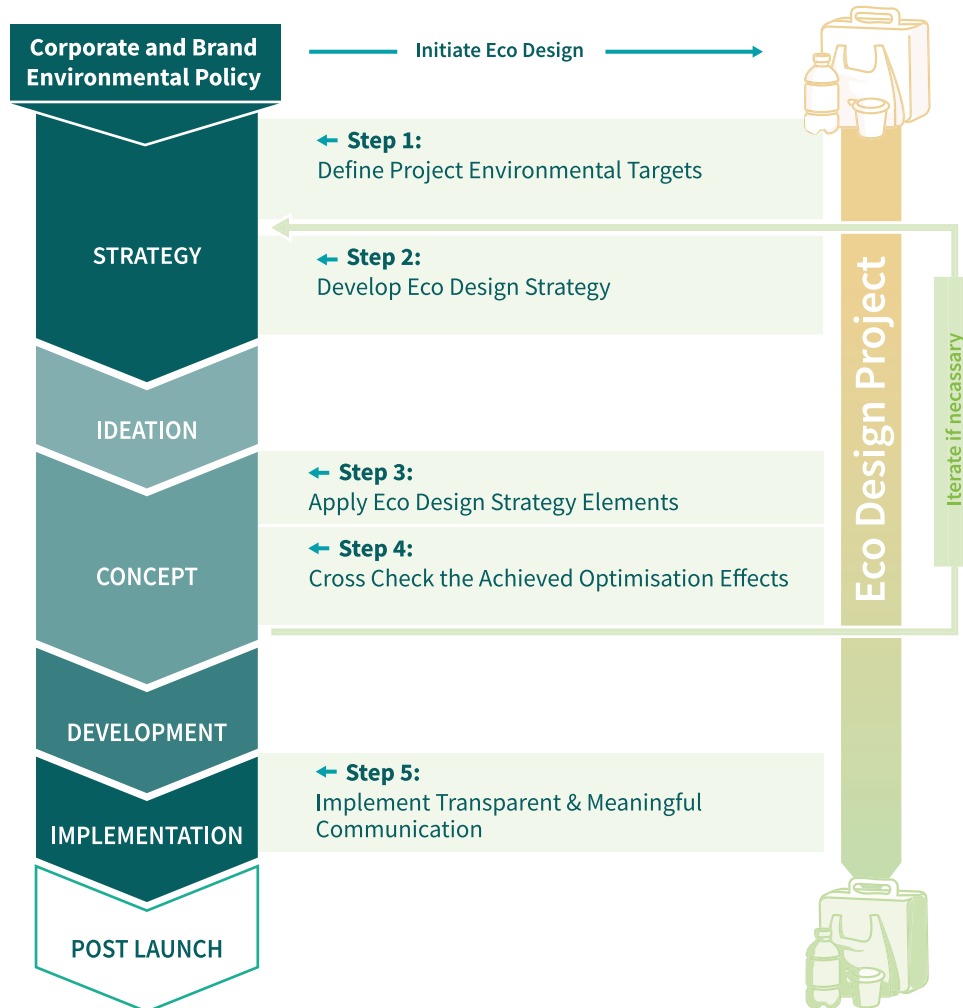 Corporate and Brand
Environmental Policy
Initiate Eco Design
Step 1:
Define Project Environmental Targets
STRATEGY
Step 2:
Develop Eco Design Strategy
IDEATION
Step 3:
Apply Eco Design Strategy Elements
CONCEPT
Step 4:
Cross Check the Achieved Optimisation Effects
DEVELOPMENT
Step 5:
Implement Transparent & Meaningful
Communication
IMPLEMENTATION
POST LAUNCH
Eco Design Project
Iterate if necassary